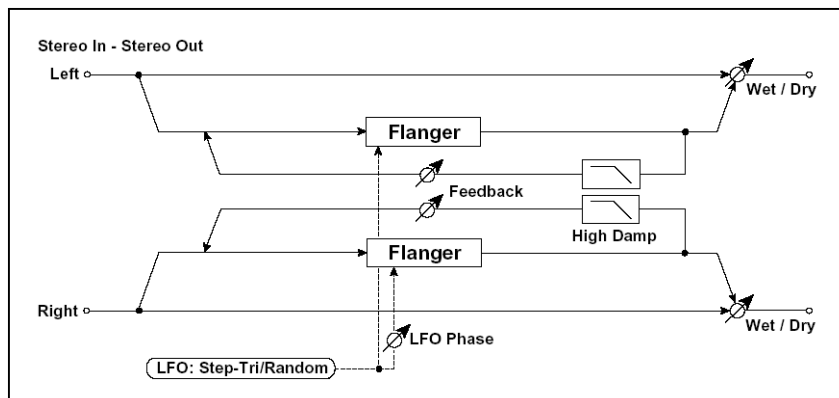 Stereo In - Stereo Out
Left
Wet / Dry
Flanger
Feedback
High Damp
Flanger
Right
Wet / Dry
LFO Phase
LFO: Step-Tri/Random